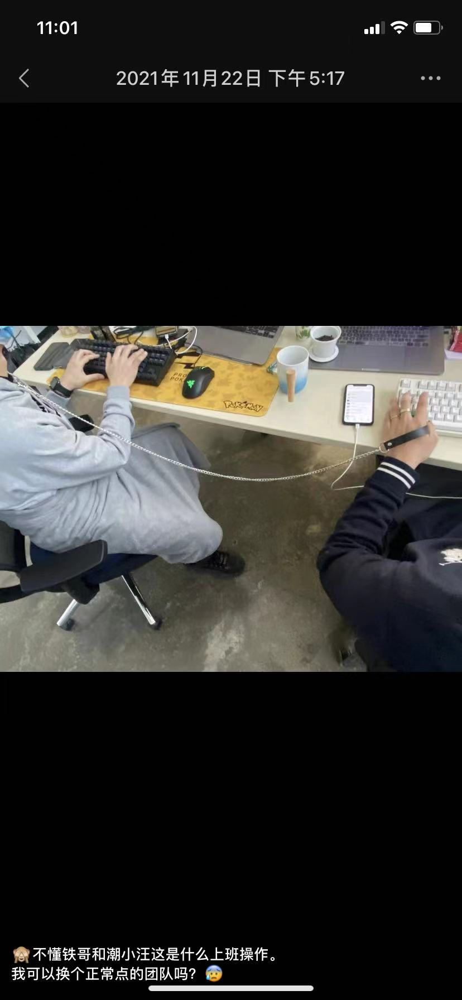 11:01
2021年11月22日 下午5:17
PRO
POK
POKéMON
🙈不懂铁哥和潮小汪这是什么上班操作。
我可以换个正常点的团队吗？😰